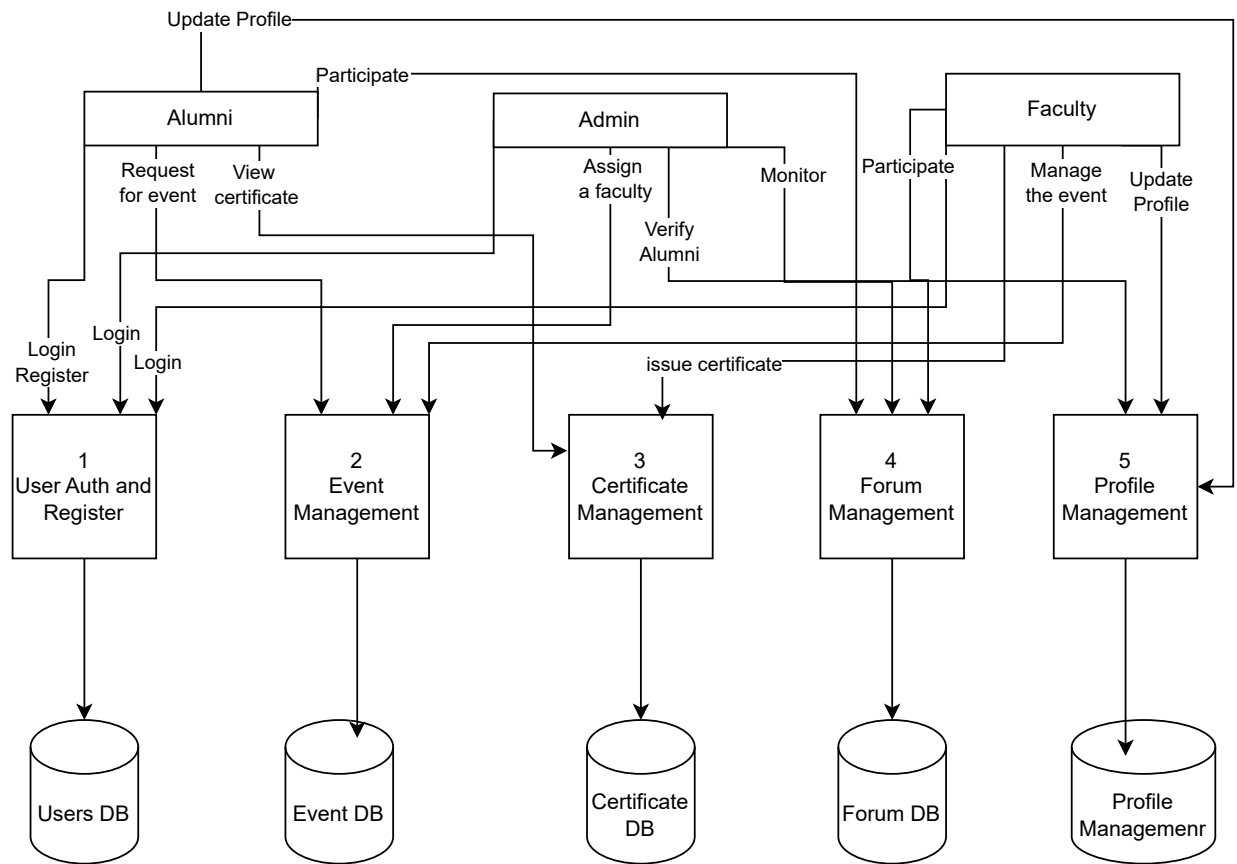 Update Profile
Participate
Alumni
Admin
Faculty
Request
for event
View
certificate
Assign
a faculty
Monitor
Participate
Manage
the event
Update
Profile
Verify
Alumni
Login
Register
Login
Login
issue certificate
1
User Auth and
Register
2
Event
Management
3
Certificate
Management
4
Forum
Management
5
Profile
Management
Users DB
Event DB
Certificate
DB
Forum DB
Profile
Managemenr